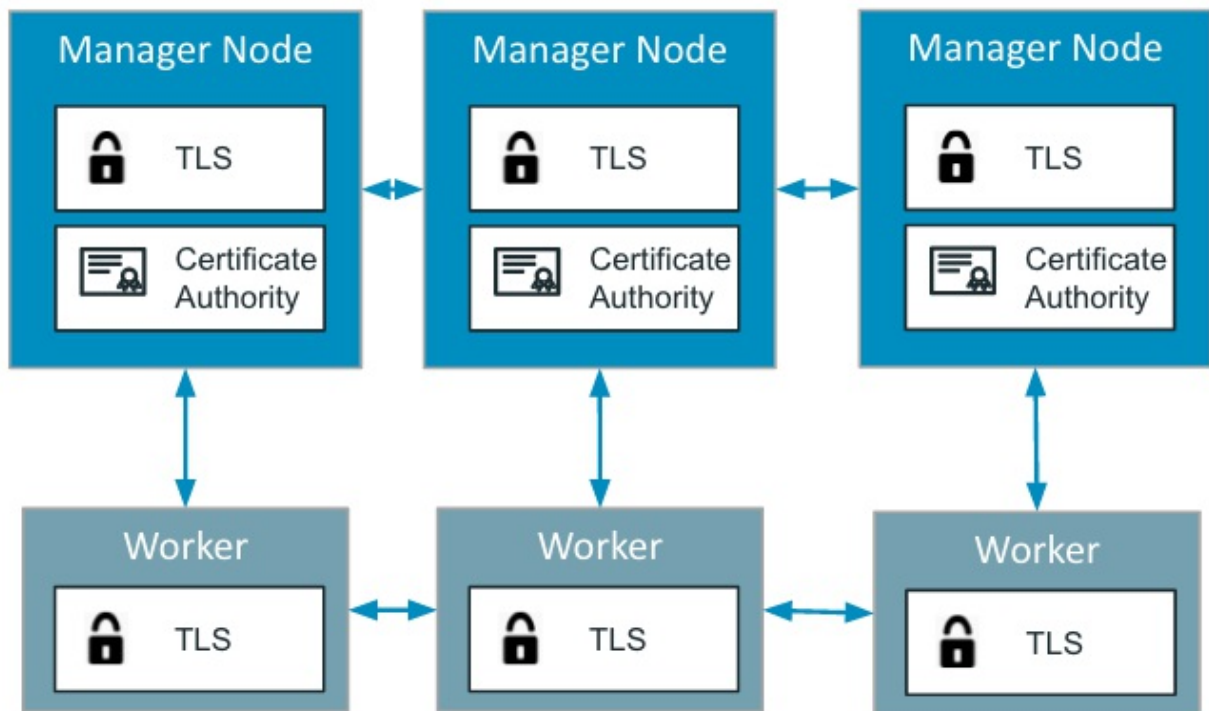 Manager Node
TLS
Certificate
Authority
Manager Node
TLS
Certificate
Authority
Manager Node
TLS
Certificate
Authority
Worker
TLS
Worker
TLS
Worker
TLS